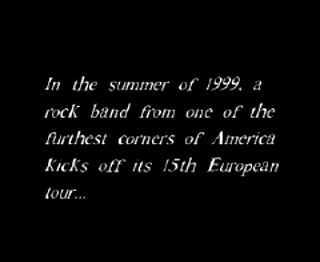 In the summer of 1999, a
rock band from one of the
furthest corners of America
kicks off its 15th European
tour...